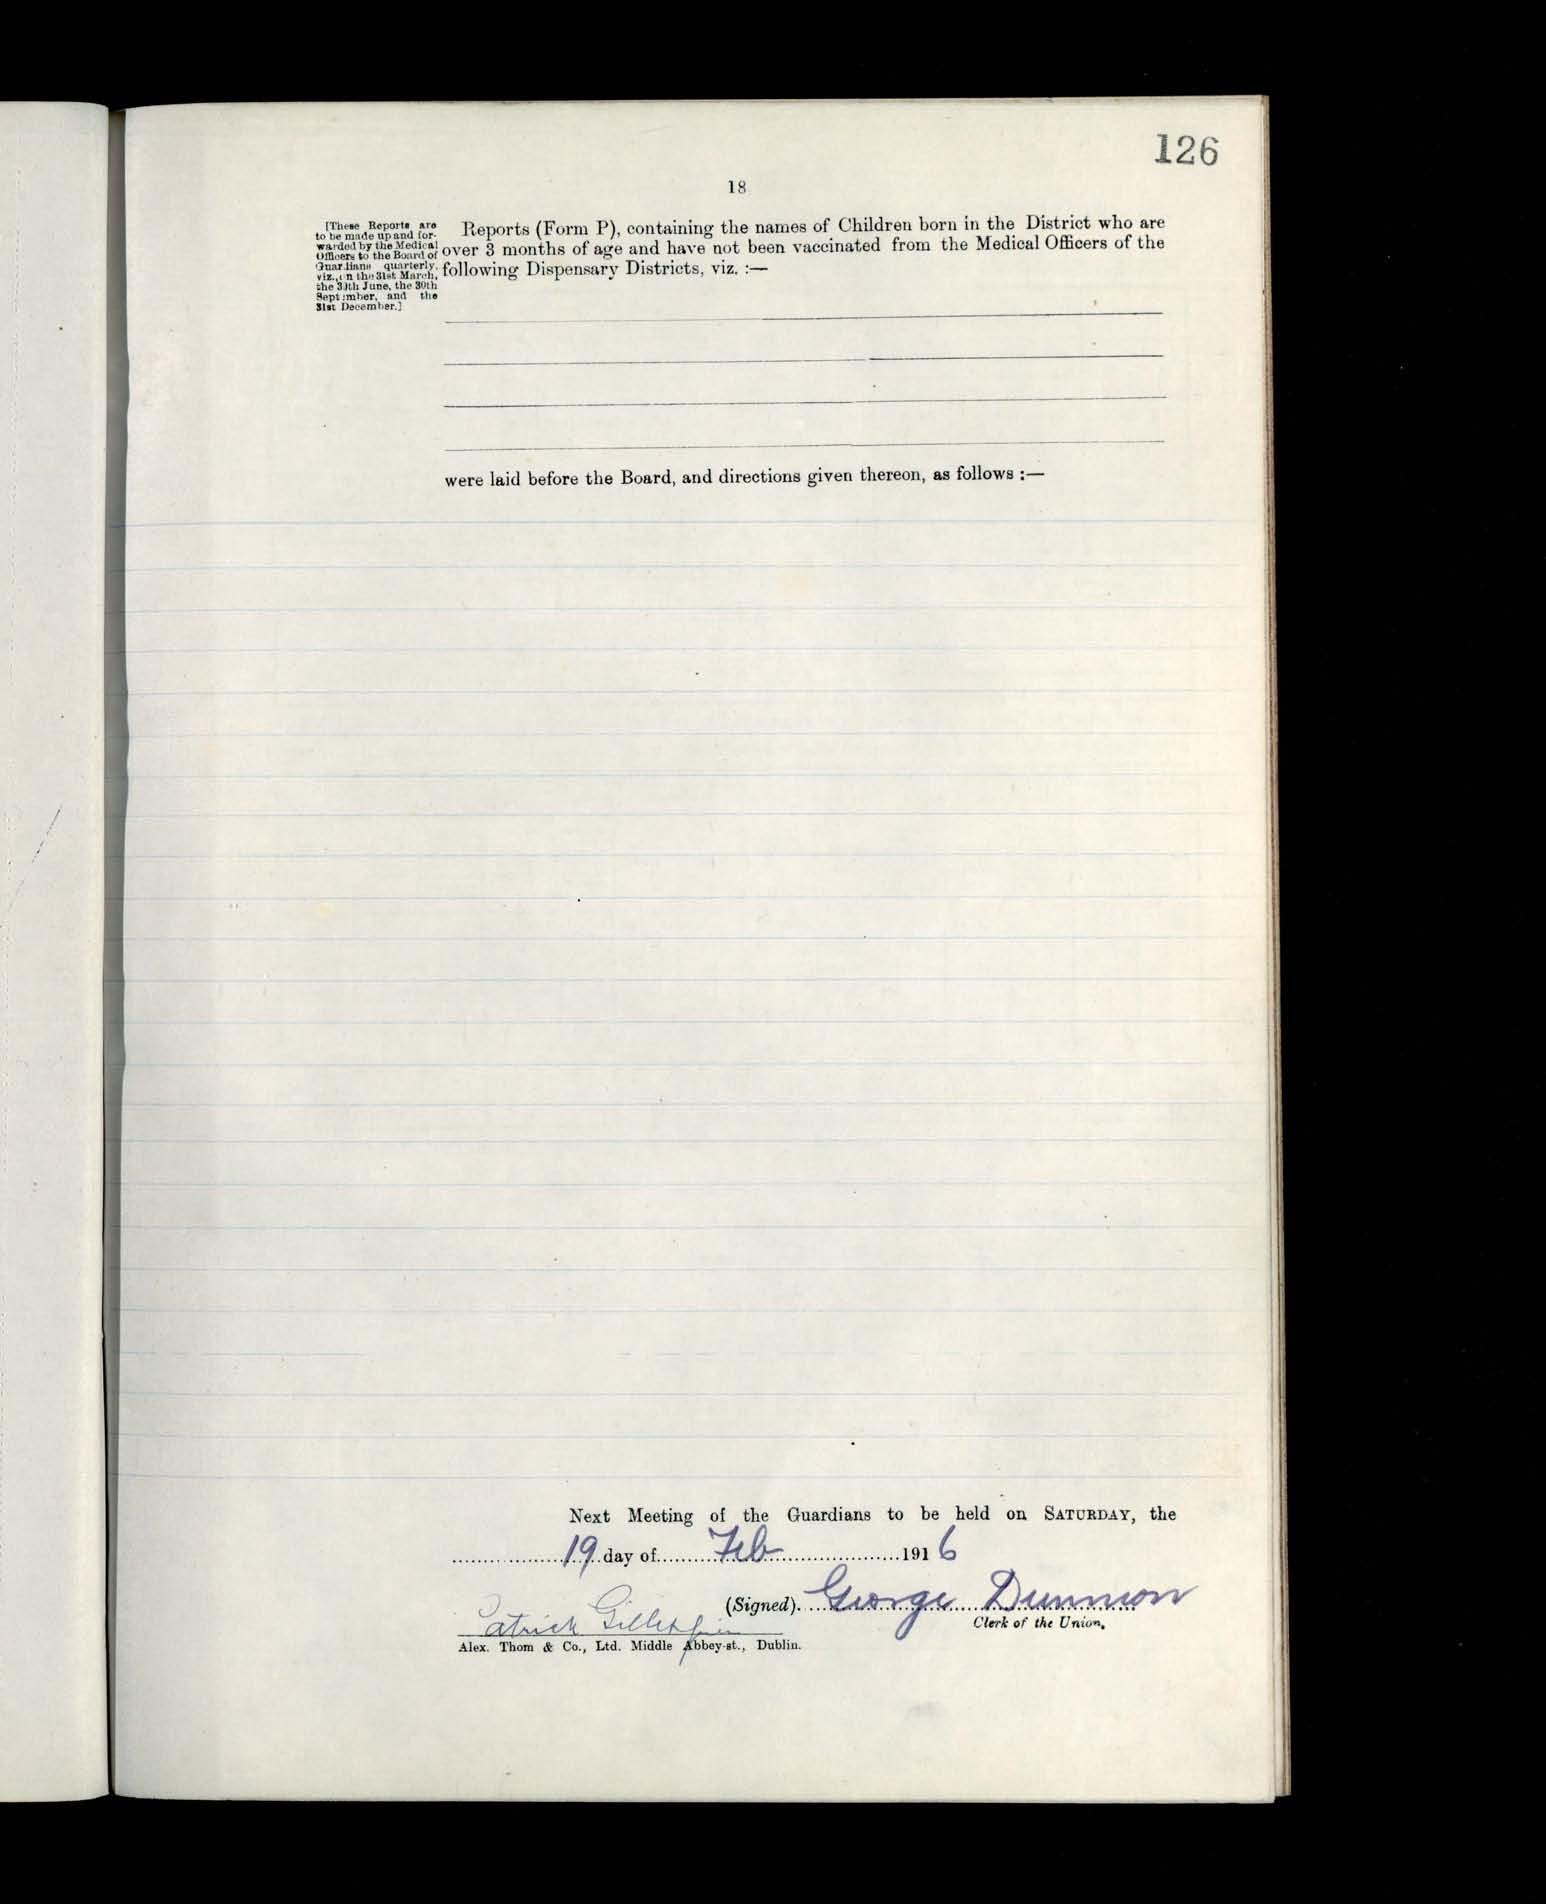 126
18
[These Reports are
to be made up and for-
warded by the Medical
Officers to the Board of
Guardians quarterly,
viz., on the 31st March,
the 30th June, the 30th
September, and the
31st December.]
Reports (Form P), containing the names of Children born in the District who are
over 3 months of age and have not been vaccinated from the Medical Officers of the
following Dispensary Districts, viz. :—
were laid before the Board, and directions given thereon, as follows :—
Next Meeting of the Guardians to be held on SATURDAY, the
19 day of Feb 1916
(Signed) George Dunnion
Clerk of the Union.
Patrick Gillespie
Alex. Thom & Co., Ltd. Middle Abbey-st., Dublin.